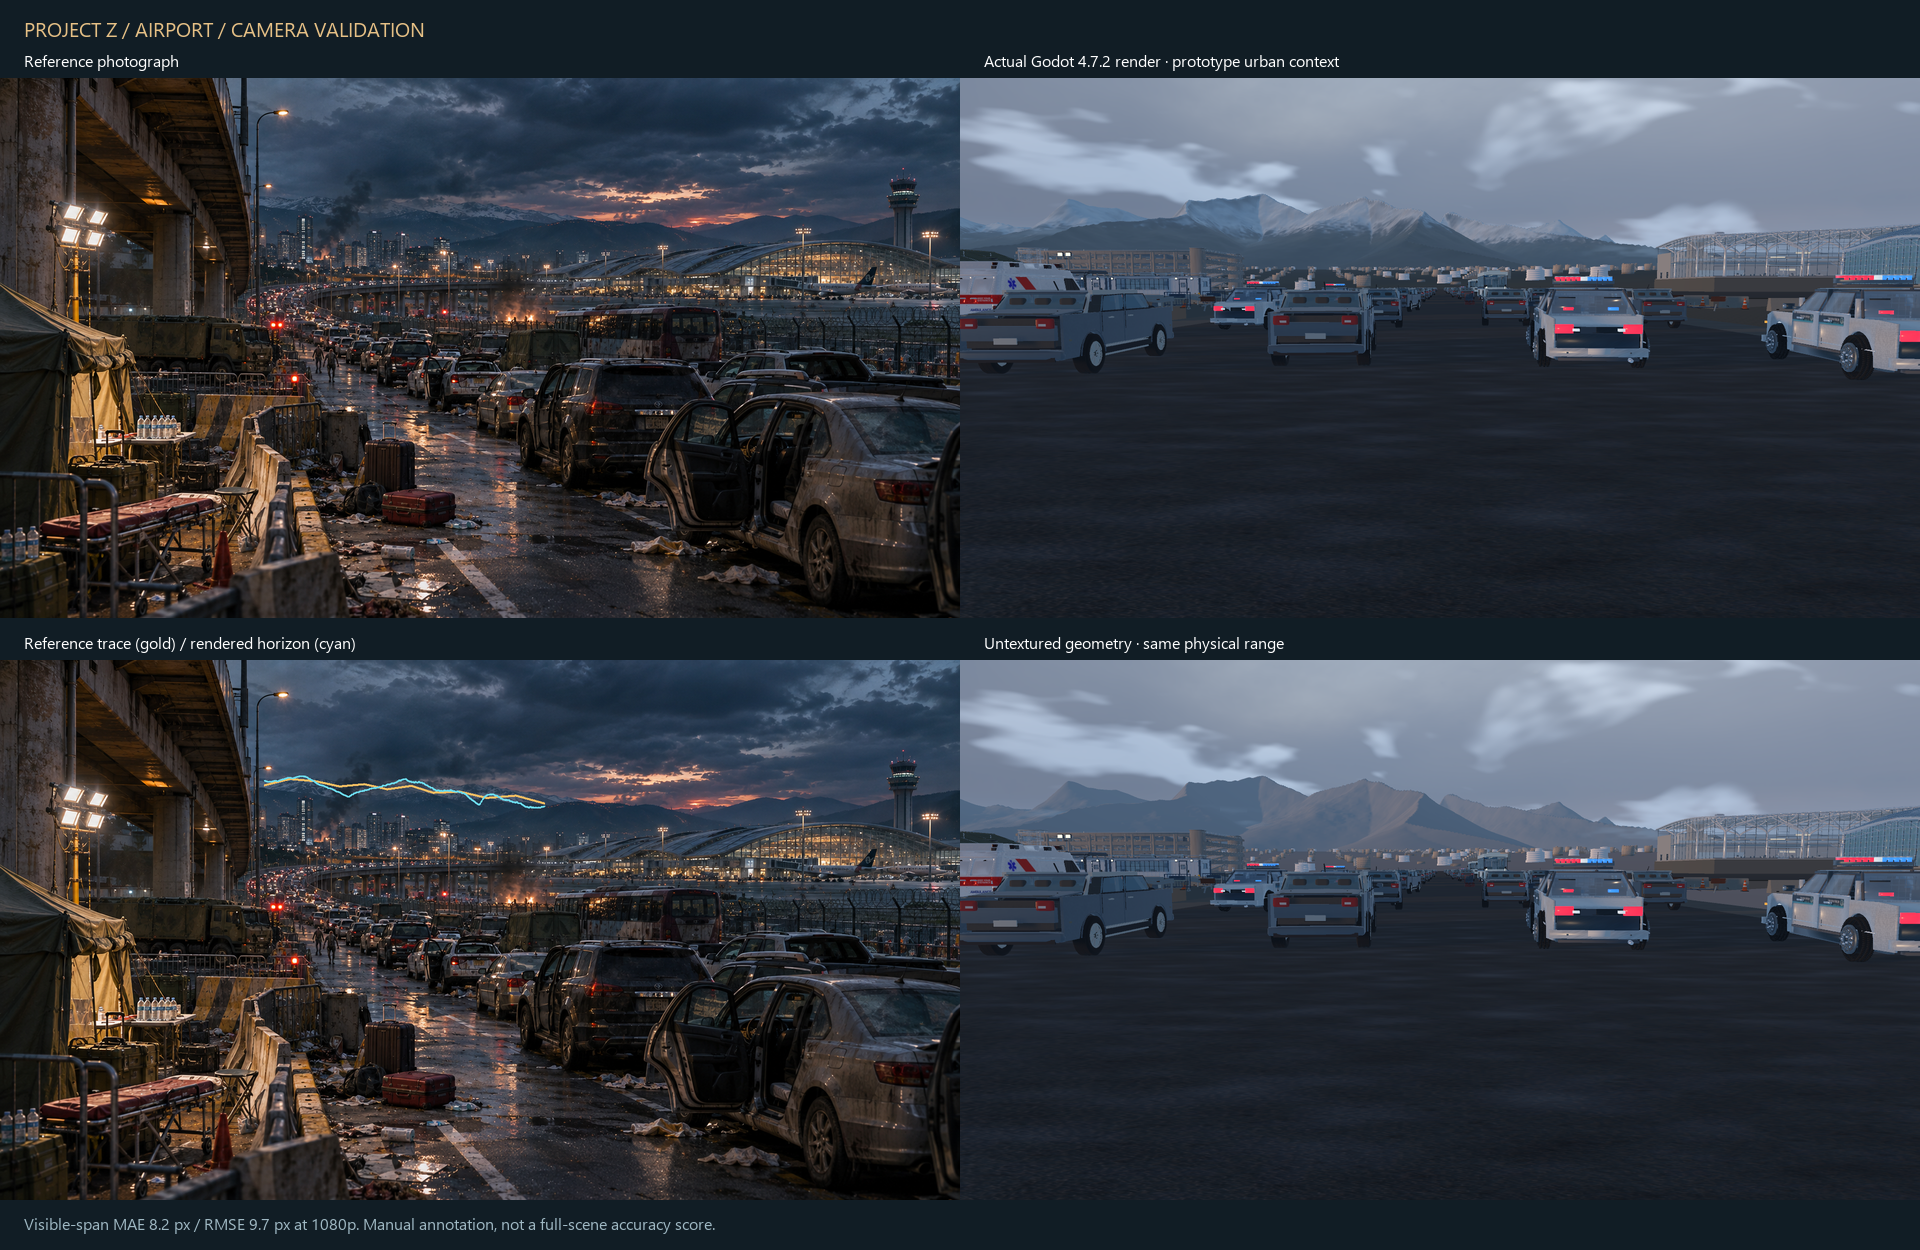 PROJECT Z / AIRPORT / CAMERA VALIDATION
Reference photograph
Actual Godot 4.7.2 render · prototype urban context
Reference trace (gold) / rendered horizon (cyan)
Untextured geometry · same physical range
Visible-span MAE 8.2 px / RMSE 9.7 px at 1080p. Manual annotation, not a full-scene accuracy score.